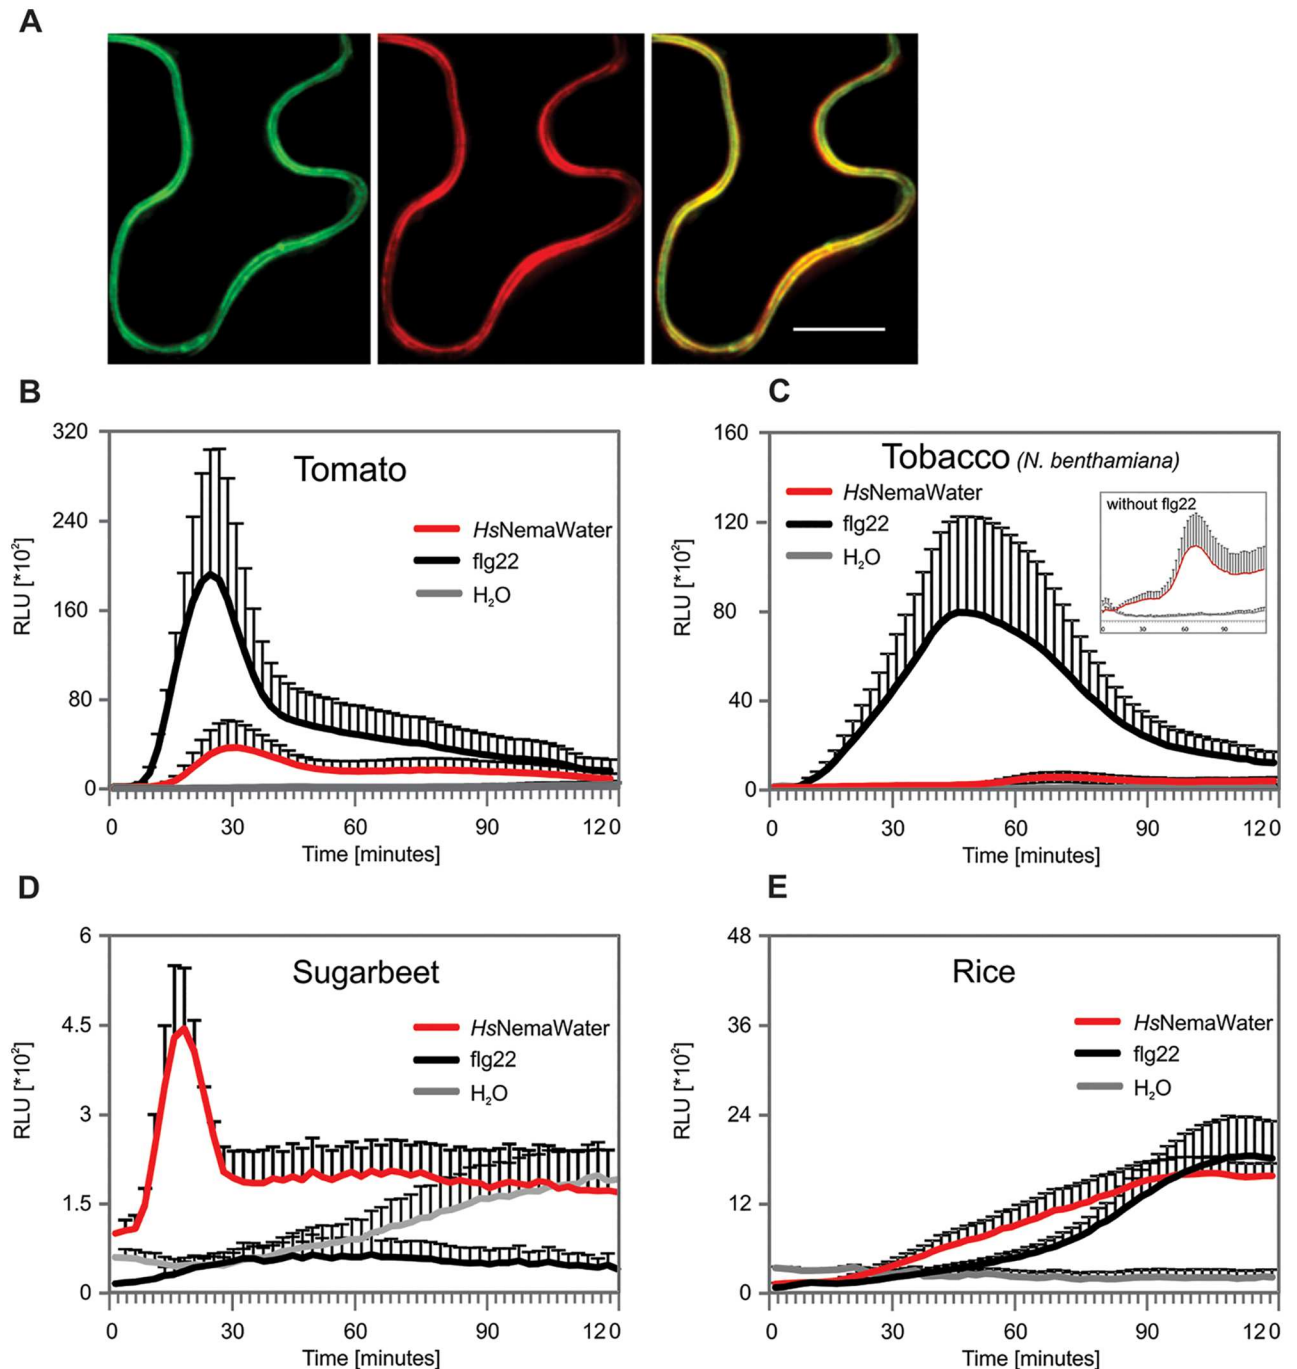 A
B
320
240
160
80
0
RLU [*10²]
Tomato
HsNemaWater
flg22
H₂O
0 30 60 90 120
Time [minutes]
C
160
120
80
40
0
RLU [*10²]
Tobacco (N. benthamiana)
HsNemaWater
flg22
H₂O
without flg22
0 30 60 90
0 30 60 90 120
Time [minutes]
D
6
4.5
3
1.5
0
RLU [*10²]
Sugarbeet
HsNemaWater
flg22
H₂O
0 30 60 90 120
Time [minutes]
E
48
36
24
12
0
RLU [*10²]
Rice
HsNemaWater
flg22
H₂O
0 30 60 90 120
Time [minutes]